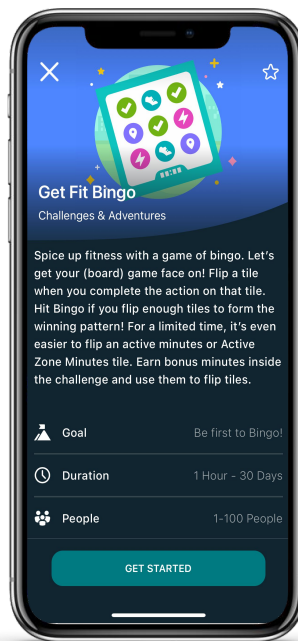 Get Fit Bingo
Challenges & Adventures
Spice up fitness with a game of bingo. Let's
get your (board) game face on! Flip a tile
when you complete the action on that tile.
Hit Bingo if you flip enough tiles to form the
winning pattern! For a limited time, it's even
easier to flip an active minutes or Active
Zone Minutes tile. Earn bonus minutes inside
the challenge and use them to flip tiles.
Goal Be first to Bingo!
Duration 1 Hour - 30 Days
People 1-100 People
GET STARTED